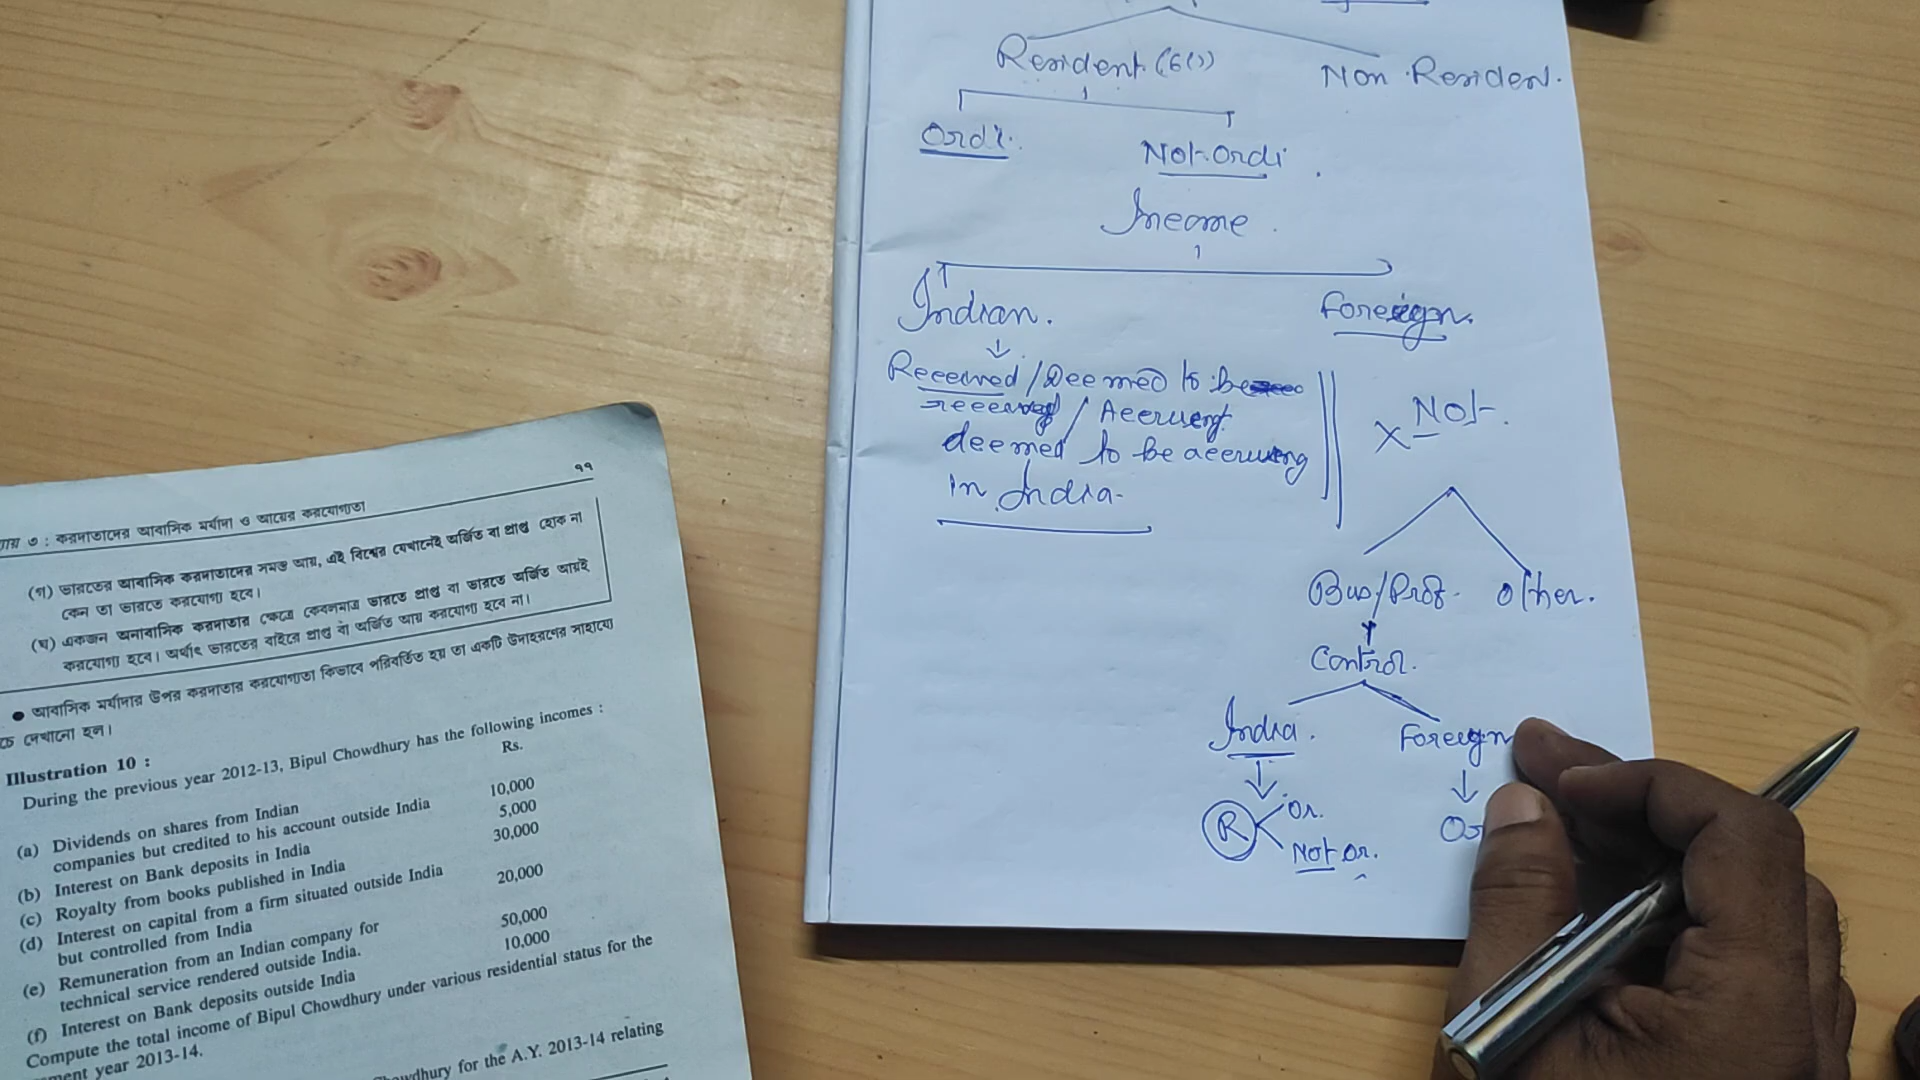 Resident (6(1))
Non Residen.
Ordi.
Not-Ordi
Income
Indian.
Foreign.
Received / Deemed to be
received / Accruing
deemed to be accruing
in India-
x Not-
Bus/Prof.
Other.
Control.
India.
Foreign
R
Or.
Not or.
Or
১৭
৩ : করদাতাদের আবাসিক মর্যাদা ও আয়ের করযোগ্যতা
(গ) ভারতের আবাসিক করদাতাদের সমস্ত আয়, এই বিশ্বের যেখানেই অর্জিত বা প্রাপ্ত হোক না
কেন তা ভারতে করযোগ্য হবে।
(ঘ) একজন অনাবাসিক করদাতার ক্ষেত্রে কেবলমাত্র ভারতে প্রাপ্ত বা ভারতে অর্জিত আয়ই
করযোগ্য হবে। অর্থাৎ ভারতের বাইরে প্রাপ্ত বা অর্জিত আয় করযোগ্য হবে না।
● আবাসিক মর্যাদার উপর করদাতার করযোগ্যতা কিভাবে পরিবর্তিত হয় তা একটি উদাহরণের সাহায্যে
দেখানো হল।
Illustration 10 :
During the previous year 2012-13, Bipul Chowdhury has the following incomes :
Rs.
(a) Dividends on shares from Indian
companies but credited to his account outside India 10,000
(b) Interest on Bank deposits in India 5,000
(c) Royalty from books published in India 30,000
(d) Interest on capital from a firm situated outside India
but controlled from India 20,000
(e) Remuneration from an Indian company for
technical service rendered outside India. 50,000
(f) Interest on Bank deposits outside India 10,000
Compute the total income of Bipul Chowdhury under various residential status for the
ment year 2013-14.
howdhury for the A.Y. 2013-14 relating